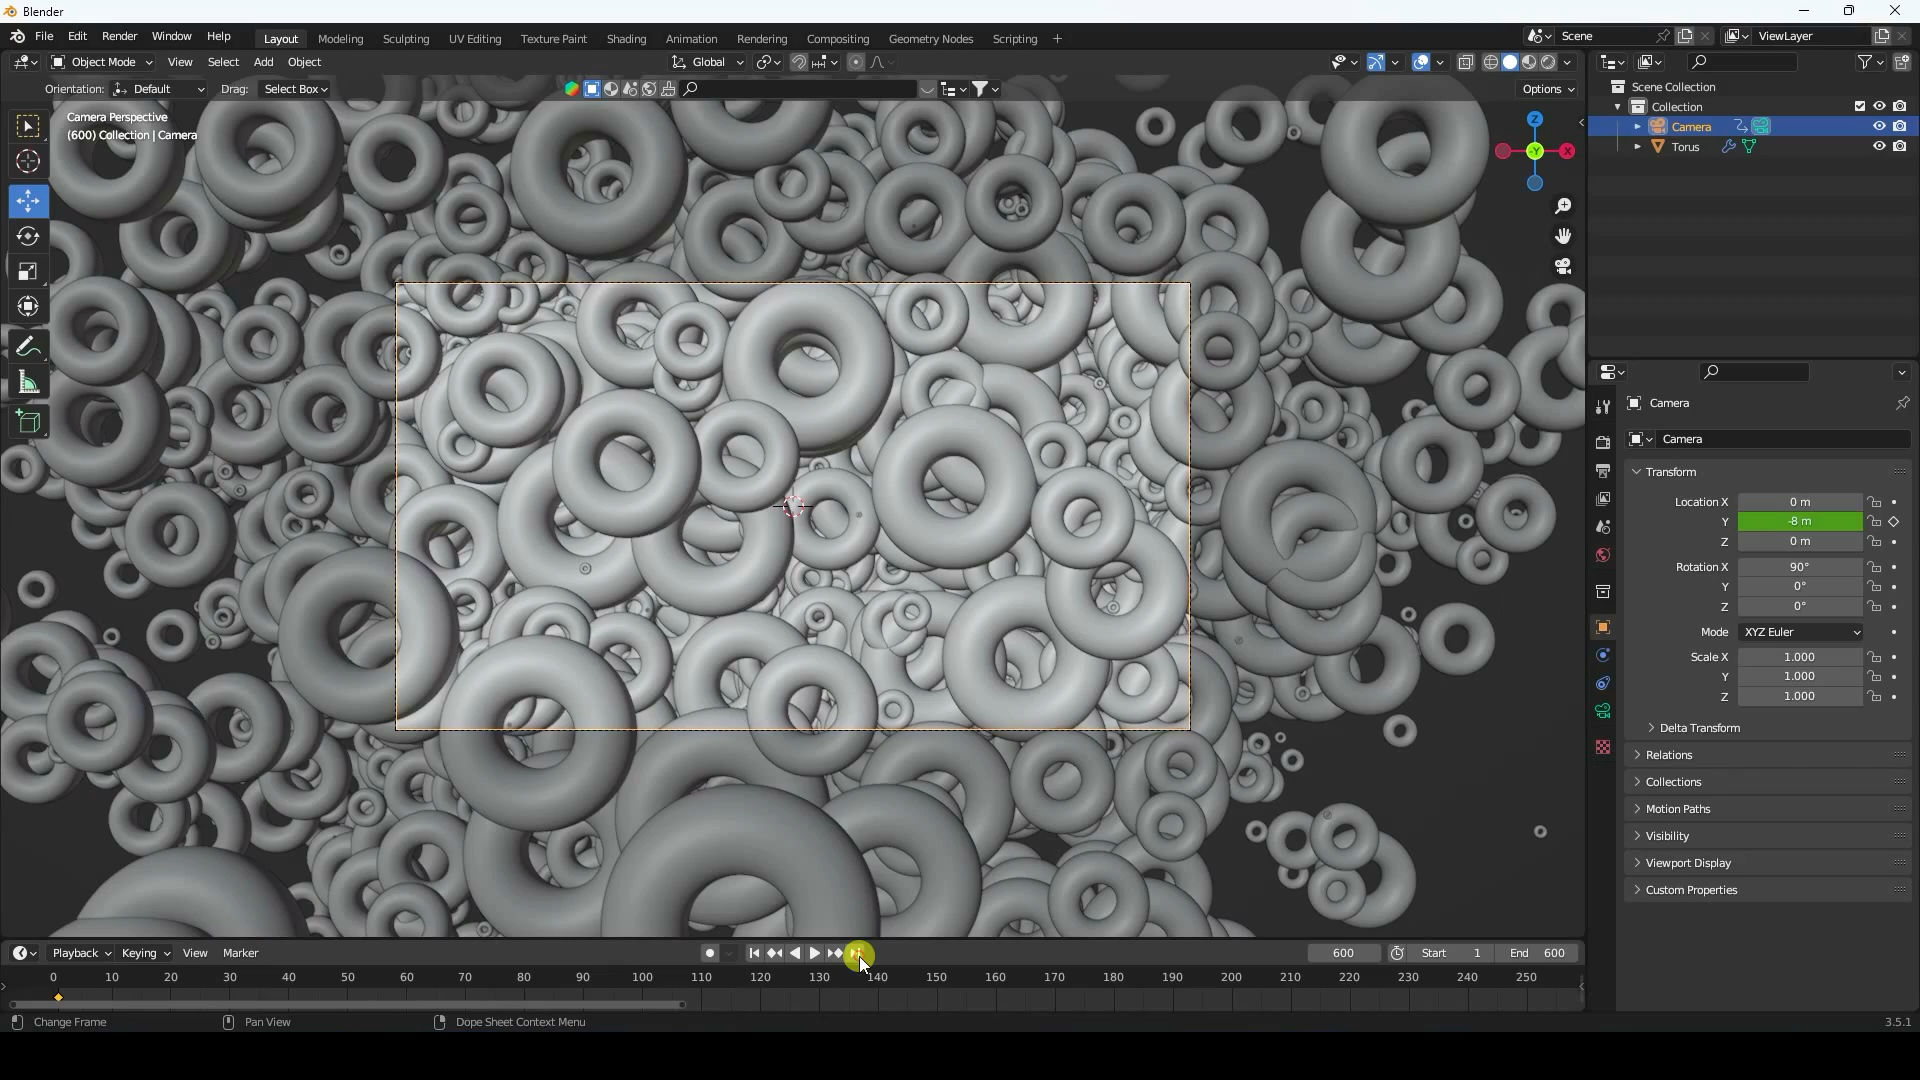 Blender
File Edit Render Window Help Layout Modeling Sculpting UV Editing Texture Paint Shading Animation Rendering Compositing Geometry Nodes Scripting + Scene ViewLayer
Object Mode View Select Add Object Global
Orientation: Default Drag: Select Box Options
Camera Perspective
(600) Collection | Camera
Z
-Y
X
Scene Collection
Collection
Camera
Torus
Camera
Camera
Transform
Location X 0 m
Y -8 m
Z 0 m
Rotation X 90°
Y 0°
Z 0°
Mode XYZ Euler
Scale X 1.000
Y 1.000
Z 1.000
Delta Transform
Relations
Collections
Motion Paths
Visibility
Viewport Display
Custom Properties
Playback Keying View Marker 600 Start 1 End 600
0 10 20 30 40 50 60 70 80 90 100 110 120 130 140 150 160 170 180 190 200 210 220 230 240 250
Change Frame Pan View Dope Sheet Context Menu 3.5.1